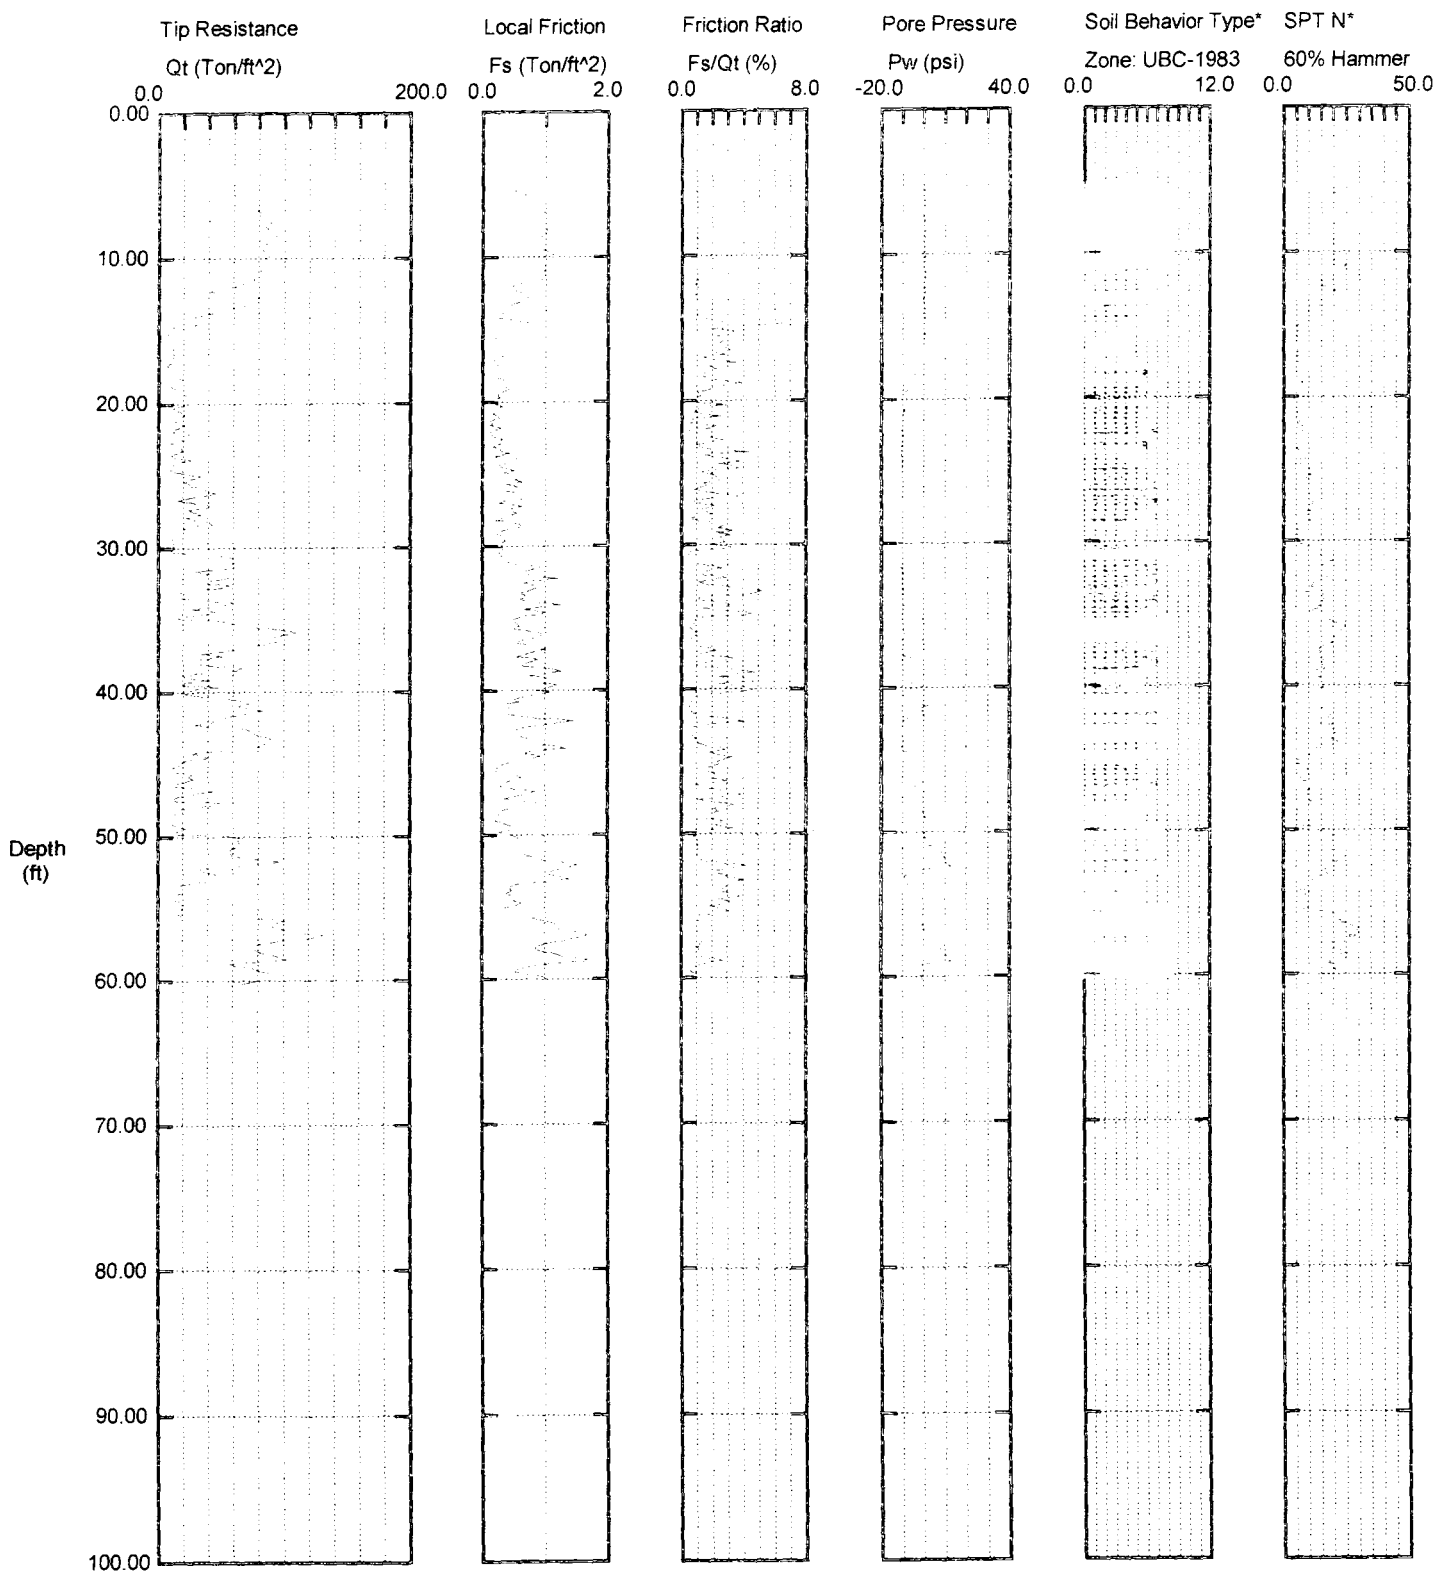 Tip Resistance
Qt (Ton/ft^2)
0.0 200.0
Local Friction
Fs (Ton/ft^2)
0.0 2.0
Friction Ratio
Fs/Qt (%)
0.0 8.0
Pore Pressure
Pw (psi)
-20.0 40.0
Soil Behavior Type*
Zone: UBC-1983
0.0 12.0
SPT N*
60% Hammer
0.0 50.0
0.00
10.00
20.00
30.00
40.00
50.00
Depth
(ft)
60.00
70.00
80.00
90.00
100.00